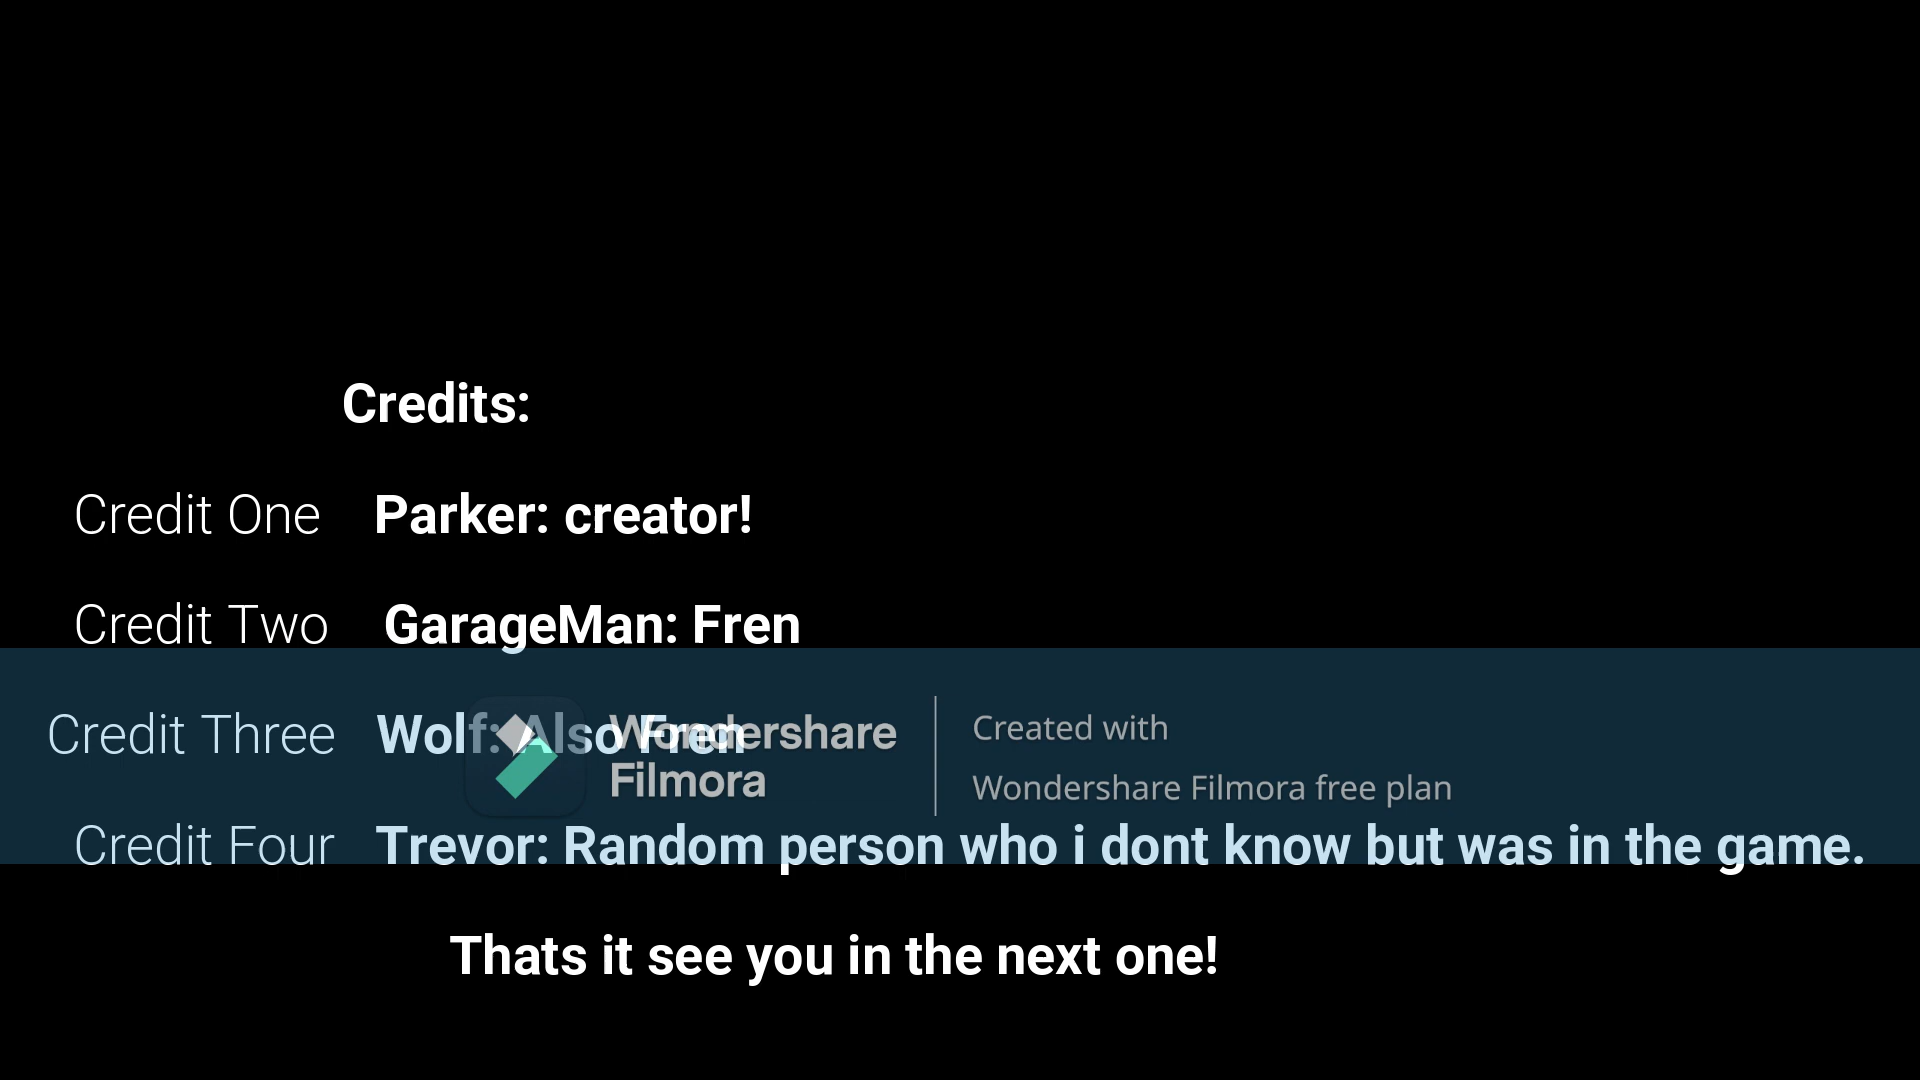 Credits:
Credit One Parker: creator!
Credit Two GarageMan: Fren
Credit Three Wolf: Also Fren
Wondershare
Filmora
Created with
Wondershare Filmora free plan
Credit Four Trevor: Random person who i dont know but was in the game.
Thats it see you in the next one!